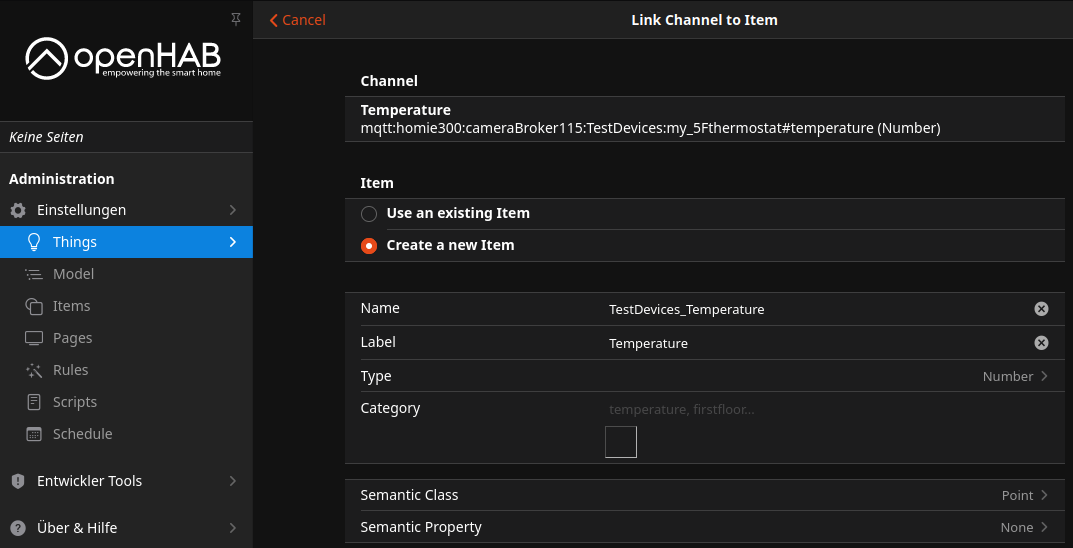 Cancel
Link Channel to Item
openHAB
empowering the smart home
Keine Seiten
Administration
Einstellungen
Things
Model
Items
Pages
Rules
Scripts
Schedule
Entwickler Tools
Über & Hilfe
Channel
Temperature
mqtt:homie300:cameraBroker115:TestDevices:my_5Fthermostat#temperature (Number)
Item
Use an existing Item
Create a new Item
Name TestDevices_Temperature
Label Temperature
Type Number
Category temperature, firstfloor...
Semantic Class Point
Semantic Property None